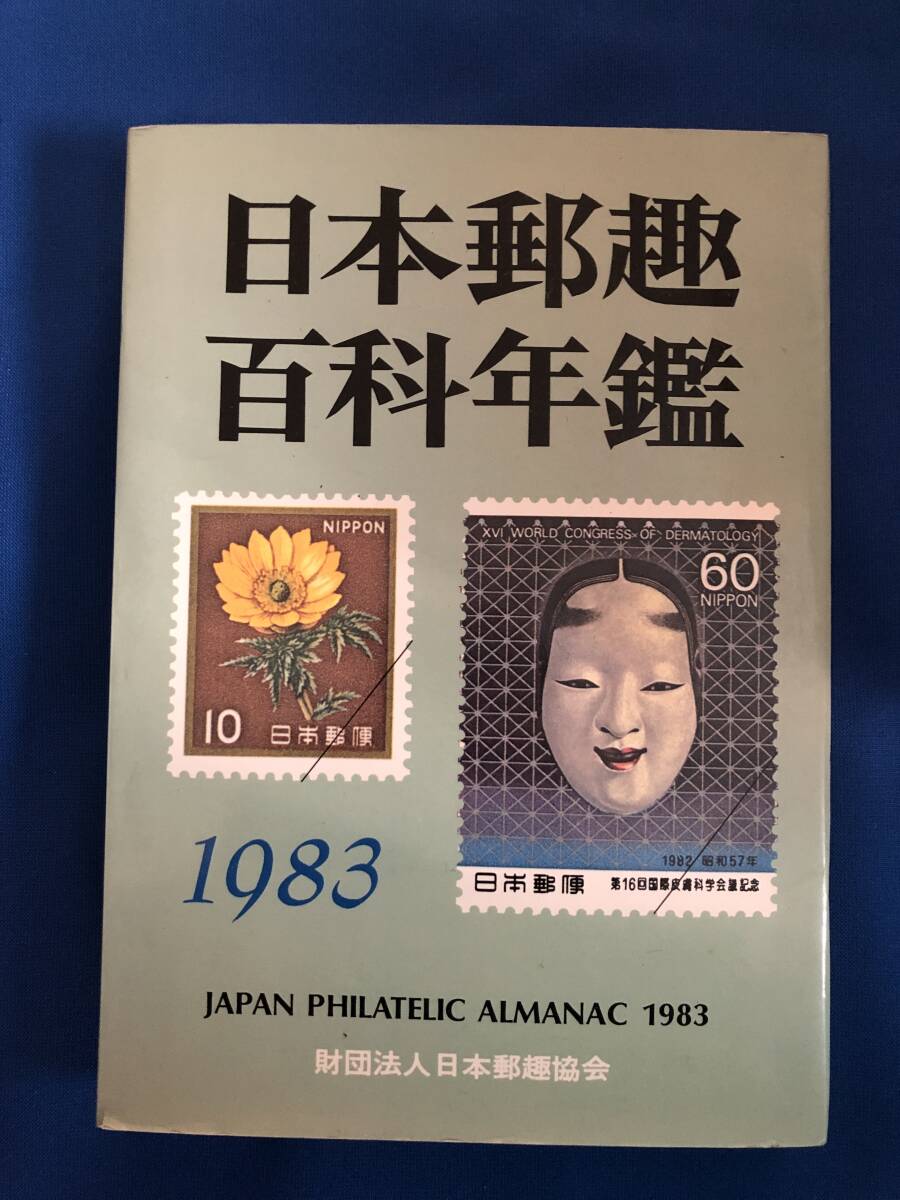 日本郵趣
百科年鑑
NIPPON
10 日本郵便
XVI WORLD CONGRESS OF DERMATOLOGY
60
NIPPON
1982 昭和57年
日本郵便 第16回国際皮膚科学会議記念
1983
JAPAN PHILATELIC ALMANAC 1983
財団法人日本郵趣協会